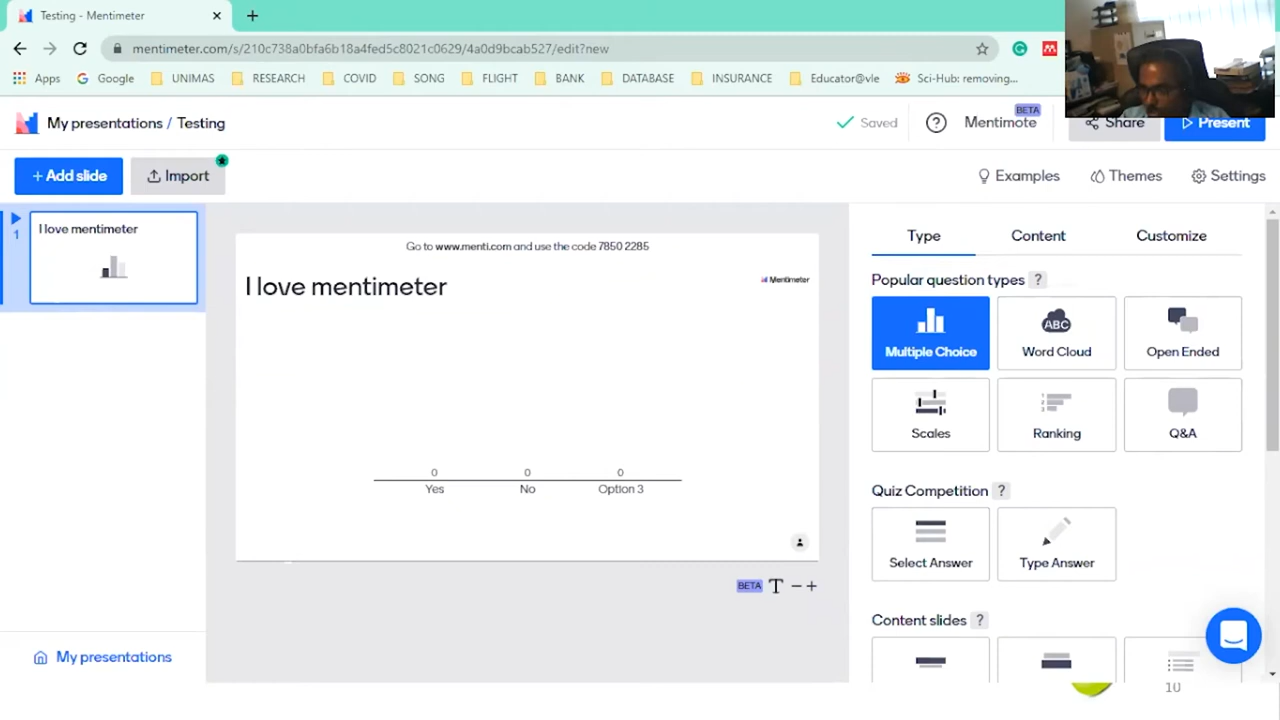 Testing - Mentimeter
mentimeter.com/s/210c738a0bfa6b18a4fed5c8021c0629/4a0d9bcab527/edit?new
Apps Google UNIMAS RESEARCH COVID SONG FLIGHT BANK DATABASE INSURANCE Educator@vle Sci-Hub: removing...
My presentations / Testing
Saved
?
Mentimote
BETA
Share
Present
+ Add slide
Import
Examples
Themes
Settings
1
I love mentimeter
Go to www.menti.com and use the code 7850 2285
I love mentimeter
Mentimeter
0 0 0
Yes No Option 3
BETA T − +
My presentations
Type Content Customize
Popular question types ?
ABC
Multiple Choice Word Cloud Open Ended
Scales Ranking Q&A
Quiz Competition ?
Select Answer Type Answer
Content slides ?
10